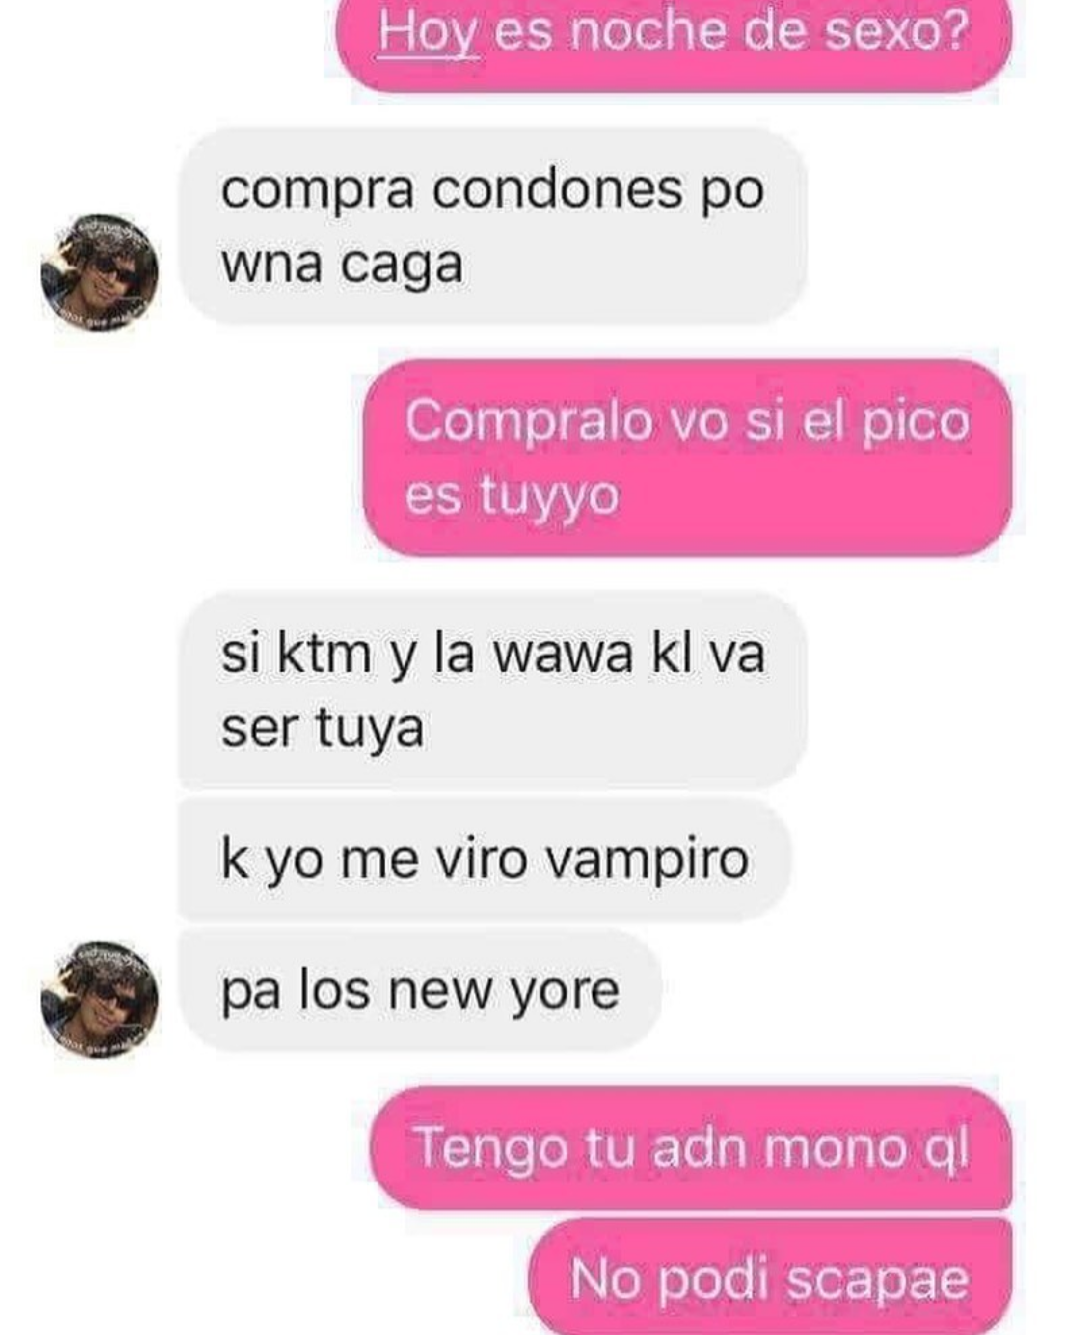 Hoy es noche de sexo?
compra condones po
wna caga
Compralo vo si el pico
es tuyyo
si ktm y la wawa kl va
ser tuya
k yo me viro vampiro
pa los new yore
Tengo tu adn mono ql
No podi scapae